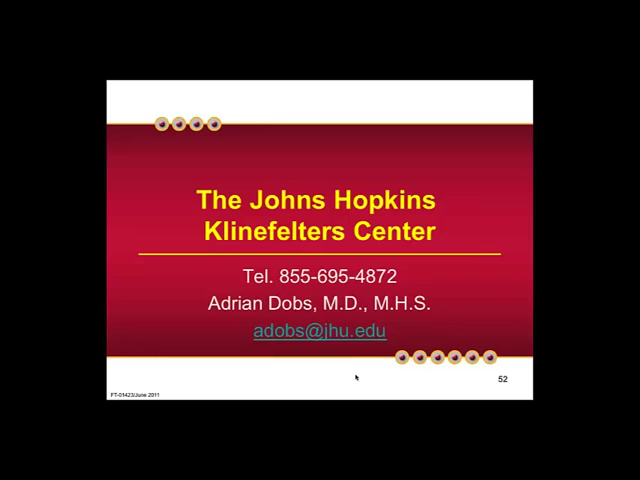 The Johns Hopkins
Klinefelters Center
Tel. 855-695-4872
Adrian Dobs, M.D., M.H.S.
adobs@jhu.edu
52
FT-01423/June 2011